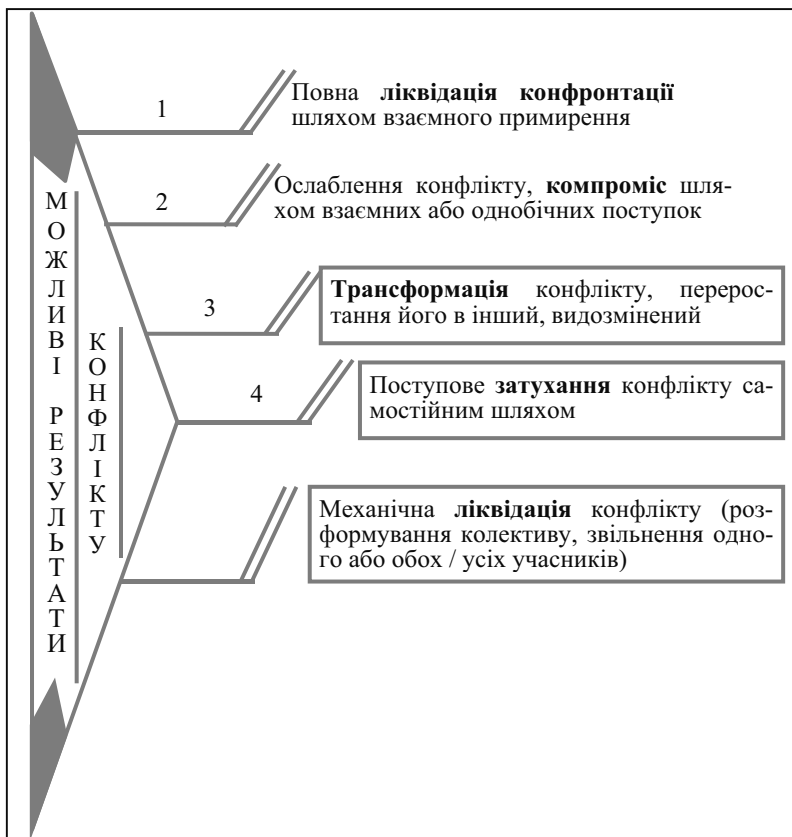 МОЖЛИВІ РЕЗУЛЬТАТИ
КОНФЛІКТУ
1
Повна ліквідація конфронтації
шляхом взаємного примирення
2
Ослаблення конфлікту, компроміс шля-
хом взаємних або однобічних поступок
3
Трансформація конфлікту, перерос-
тання його в інший, видозмінений
4
Поступове затухання конфлікту са-
мостійним шляхом
Механічна ліквідація конфлікту (роз-
формування колективу, звільнення одно-
го або обох / усіх учасників)